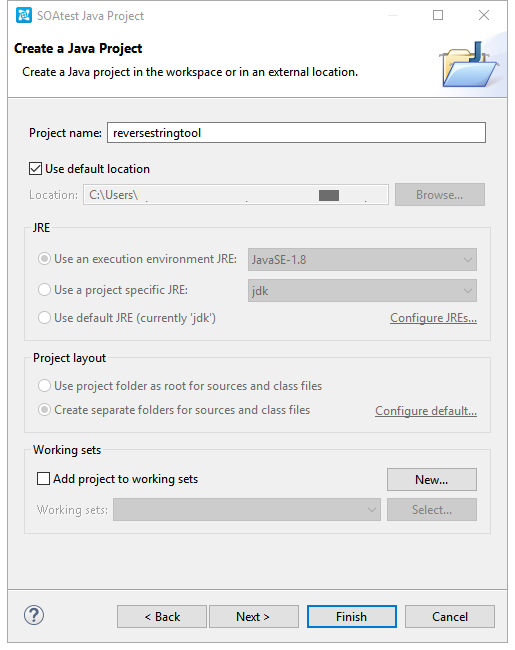 SOAtest Java Project
Create a Java Project
Create a Java project in the workspace or in an external location.
Project name: reversestringtool
Use default location
Location: C:\Users\ Browse...
JRE
Use an execution environment JRE: JavaSE-1.8
Use a project specific JRE: jdk
Use default JRE (currently 'jdk') Configure JREs...
Project layout
Use project folder as root for sources and class files
Create separate folders for sources and class files Configure default...
Working sets
Add project to working sets New...
Working sets: Select...
? < Back Next > Finish Cancel